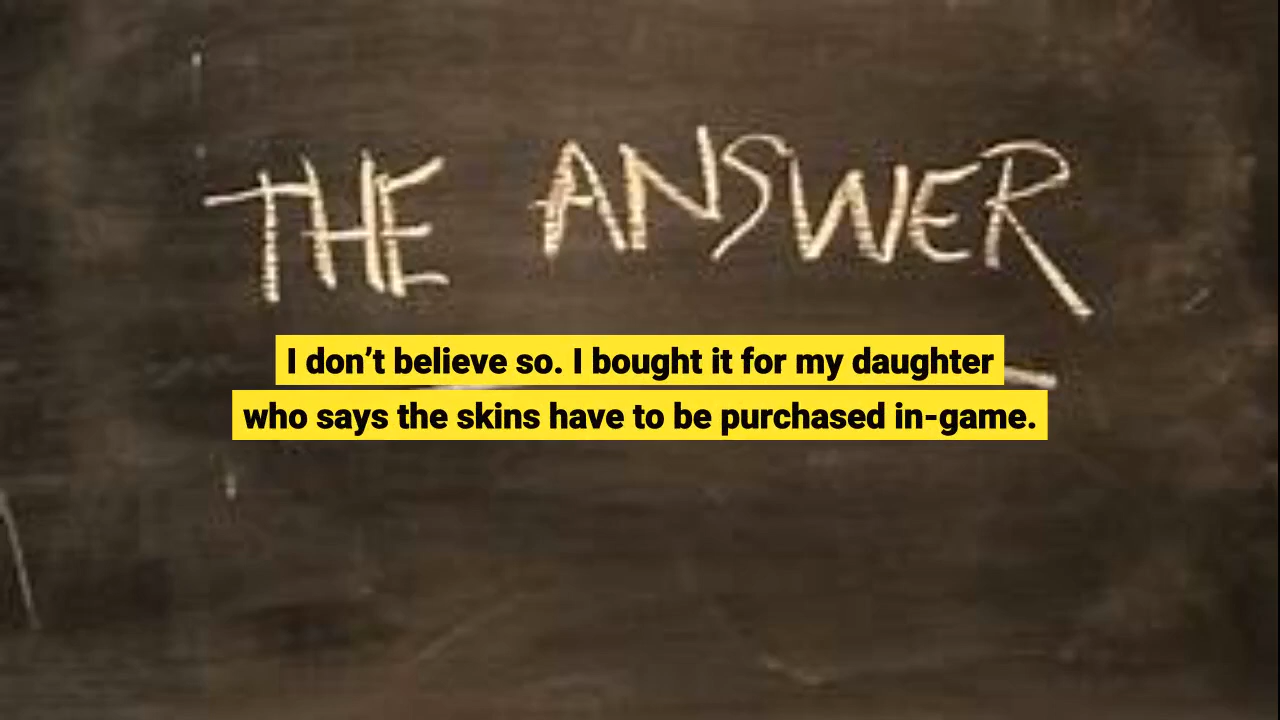 THE ANSWER
I don’t believe so. I bought it for my daughter
who says the skins have to be purchased in-game.